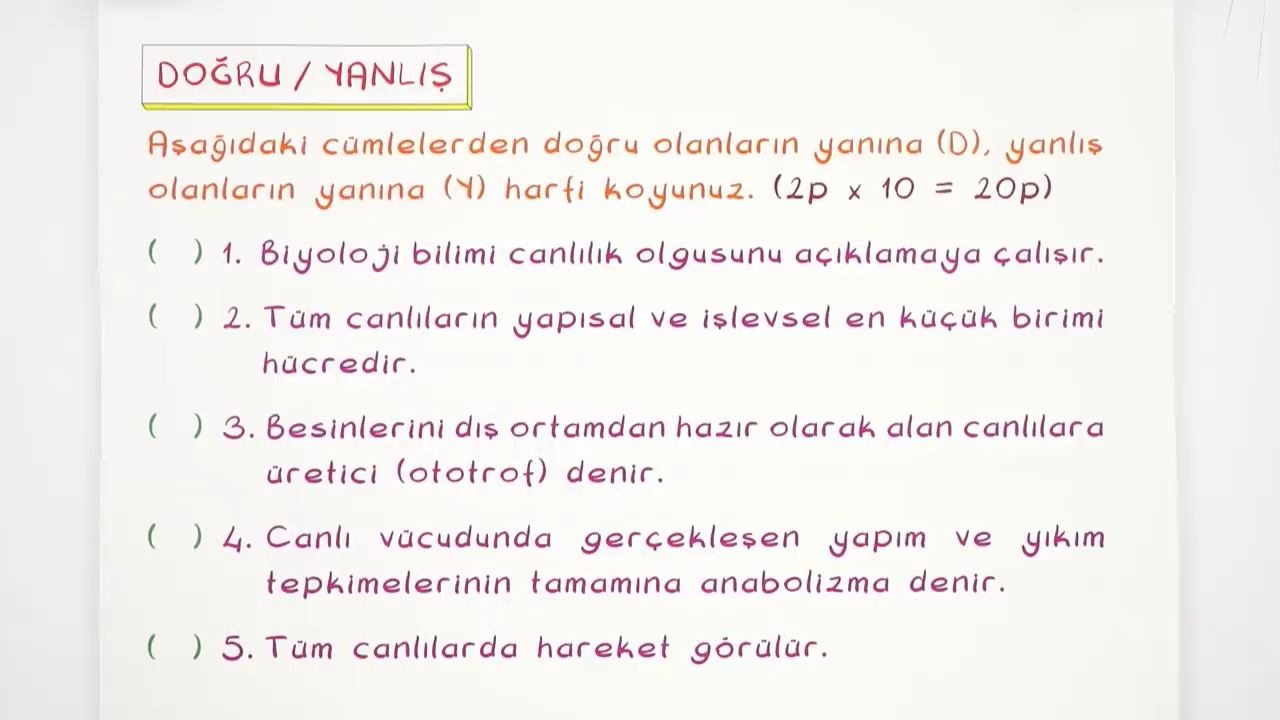 DOĞRU / YANLIŞ
Aşağıdaki cümlelerden doğru olanların yanına (D), yanlış
olanların yanına (Y) harfi koyunuz. (2p x 10 = 20p)
( ) 1. Biyoloji bilimi canlılık olgusunu açıklamaya çalışır.
( ) 2. Tüm canlıların yapısal ve işlevsel en küçük birimi
hücredir.
( ) 3. Besinlerini dış ortamdan hazır olarak alan canlılara
üretici (ototrof) denir.
( ) 4. Canlı vücudunda gerçekleşen yapım ve yıkım
tepkimelerinin tamamına anabolizma denir.
( ) 5. Tüm canlılarda hareket görülür.